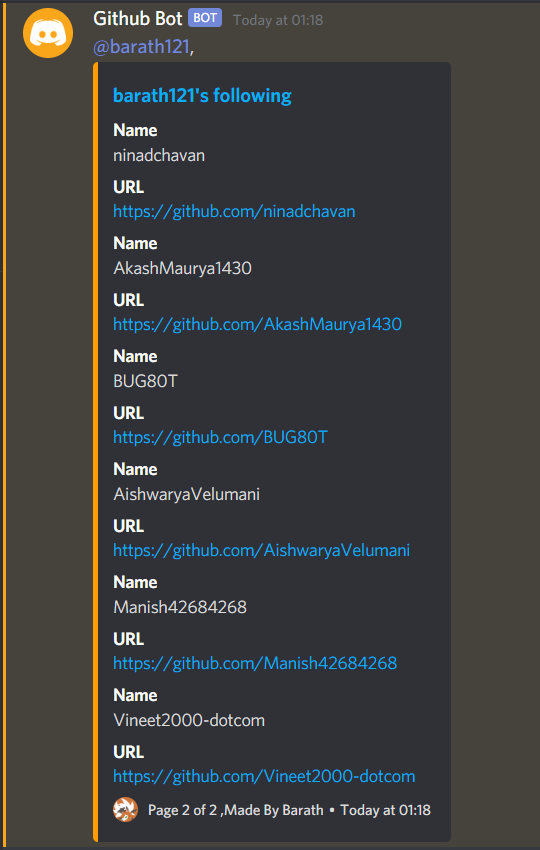 Github Bot BOT Today at 01:18
@barath121,
barath121's following
Name
ninadchavan
URL
https://github.com/ninadchavan
Name
AkashMaurya1430
URL
https://github.com/AkashMaurya1430
Name
BUG80T
URL
https://github.com/BUG80T
Name
AishwaryaVelumani
URL
https://github.com/AishwaryaVelumani
Name
Manish42684268
URL
https://github.com/Manish42684268
Name
Vineet2000-dotcom
URL
https://github.com/Vineet2000-dotcom
Page 2 of 2 ,Made By Barath • Today at 01:18